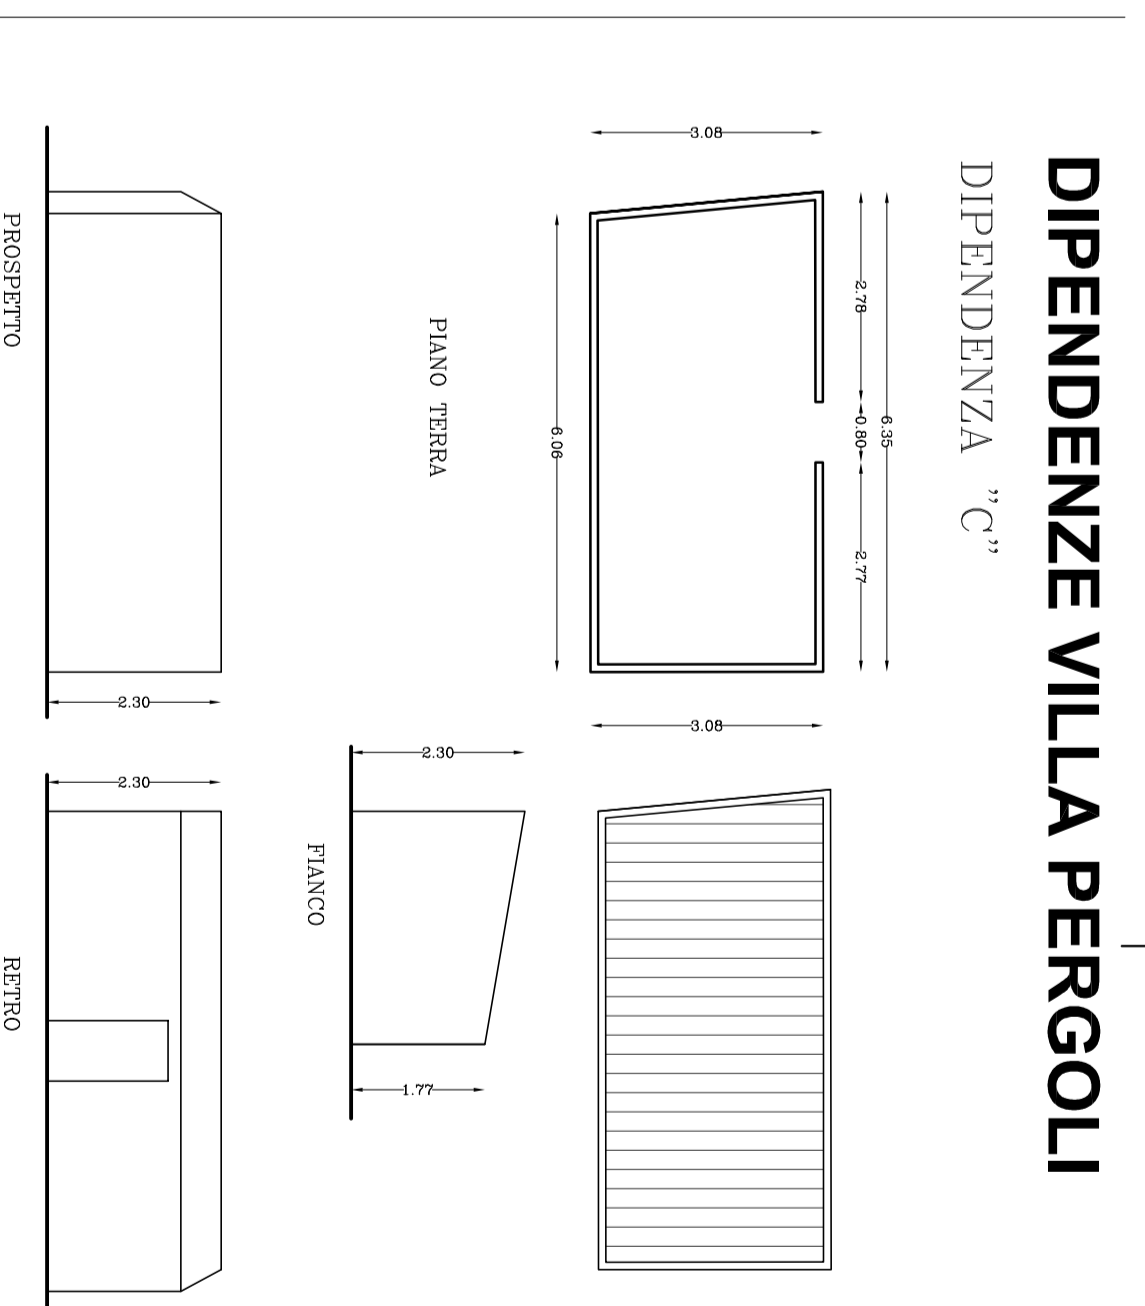 DIPENDENZE VILLA PERGOLI
DIPENDENZA "C"
6.35
2.78
0.80
2.77
3.08
3.08
6.06
PIANO TERRA
2.30
1.77
FIANCO
2.30
PROSPETTO
2.30
RETRO